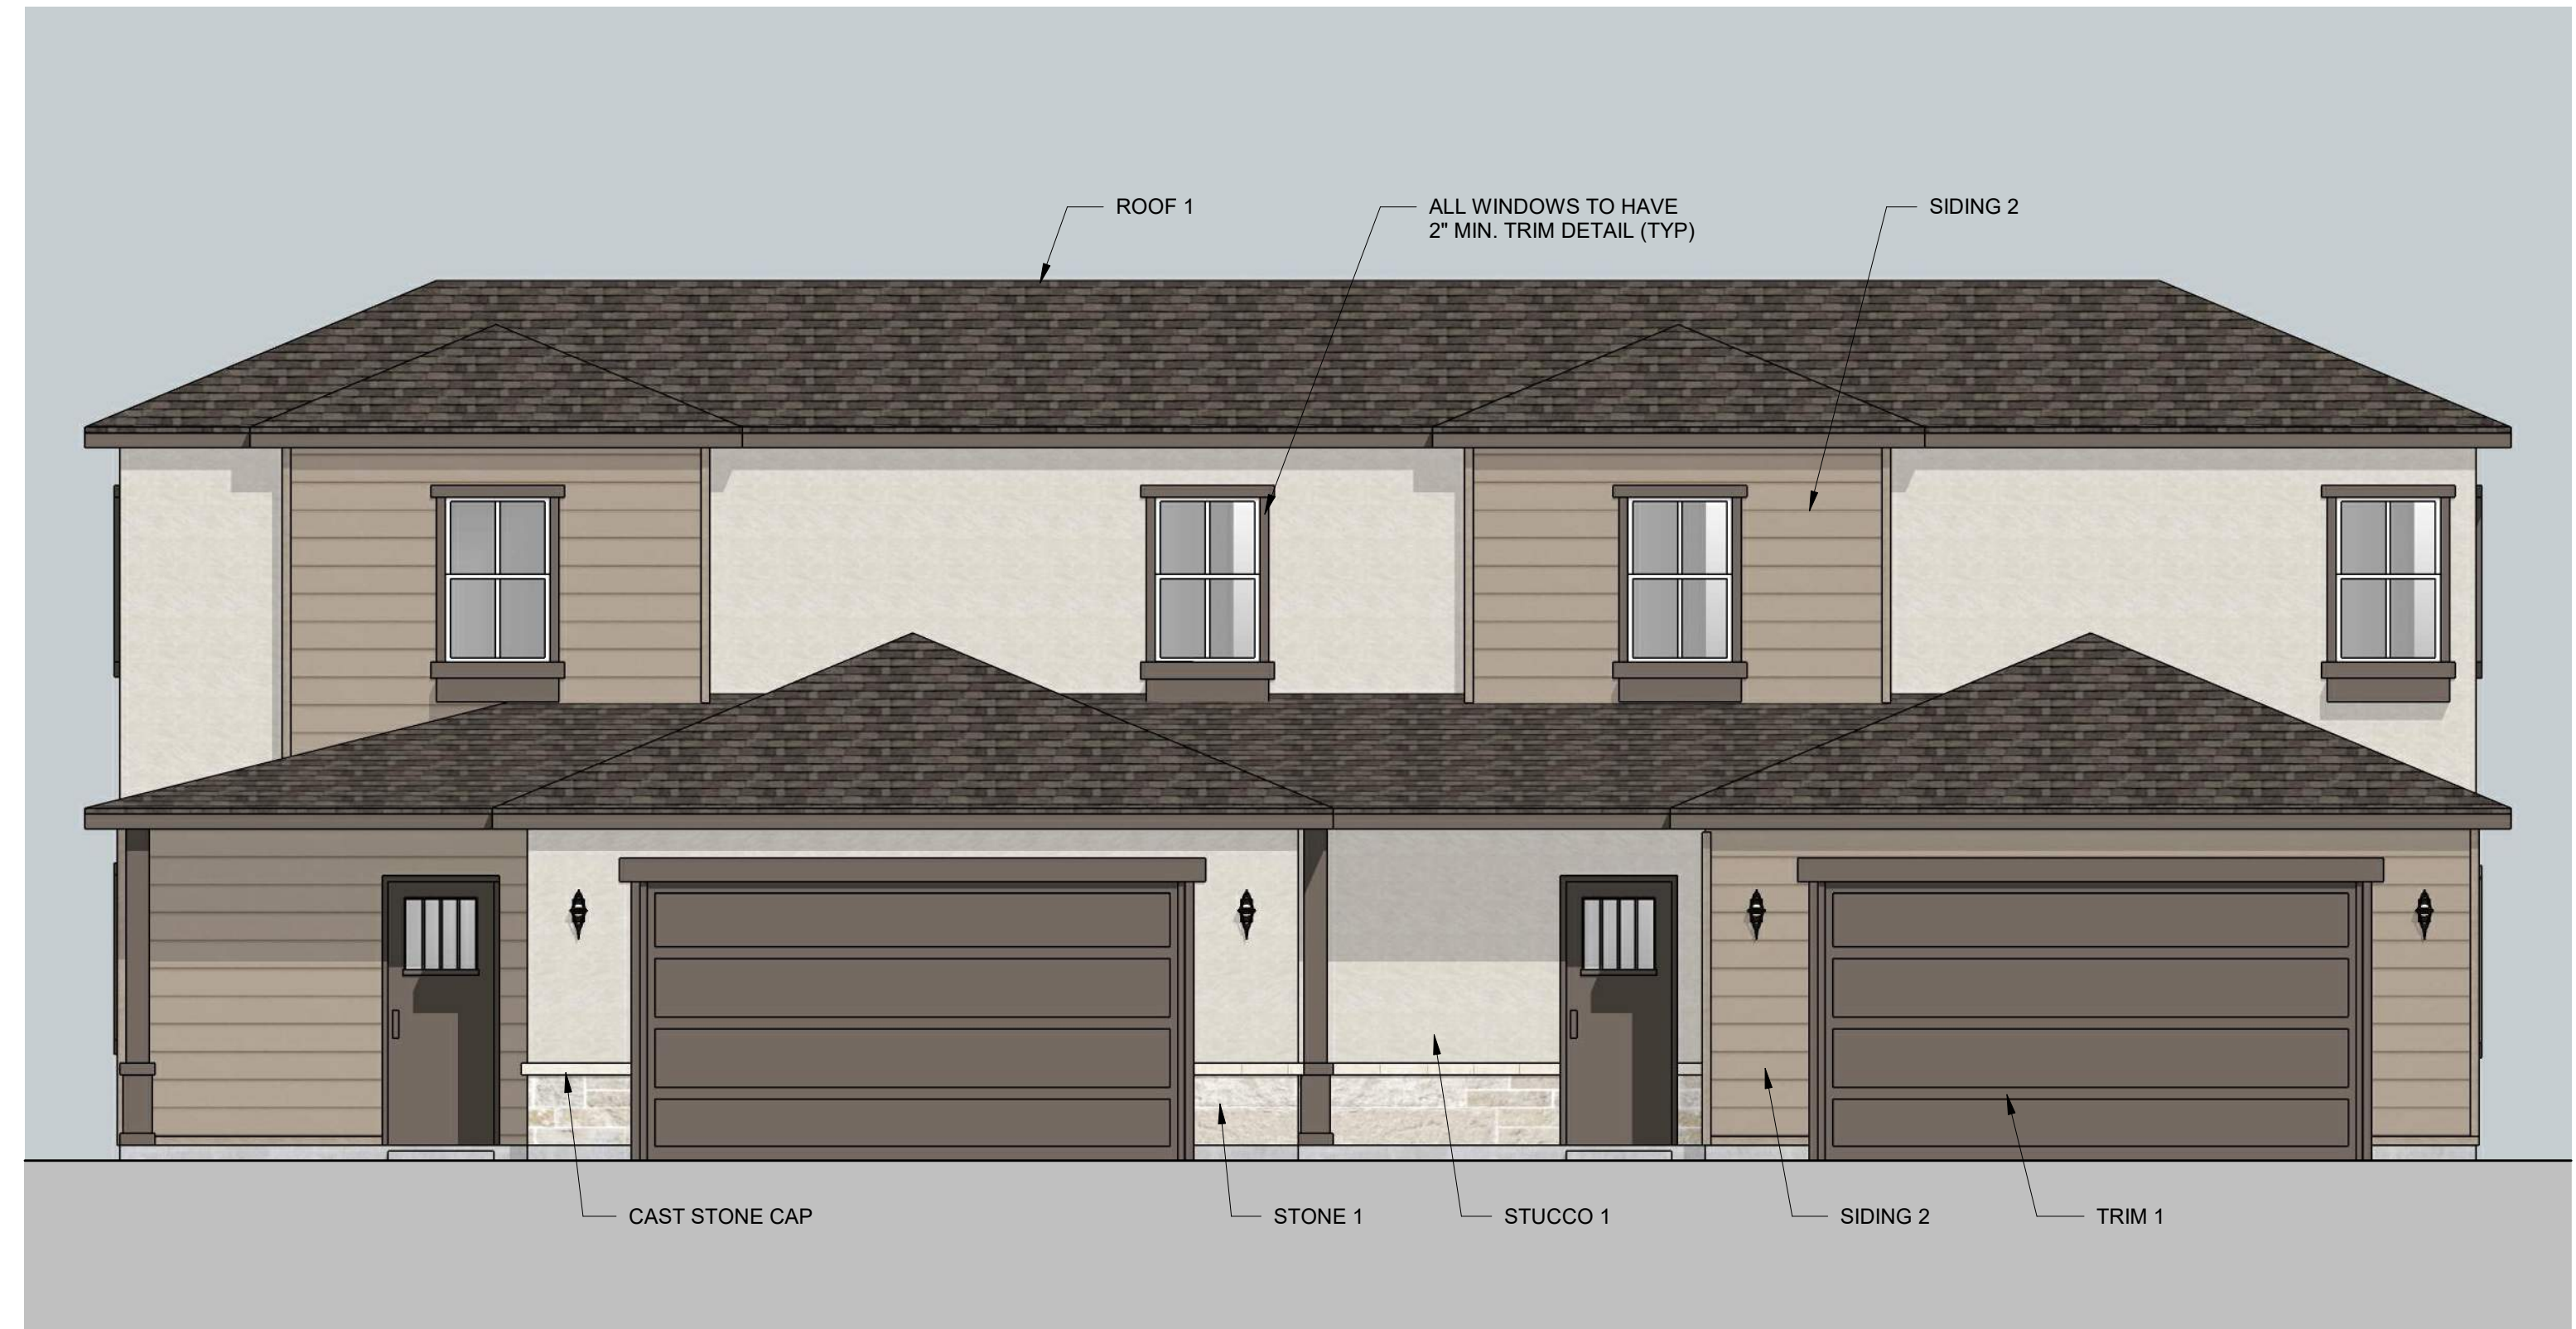 ROOF 1
ALL WINDOWS TO HAVE
2" MIN. TRIM DETAIL (TYP)
SIDING 2
CAST STONE CAP
STONE 1
STUCCO 1
SIDING 2
TRIM 1